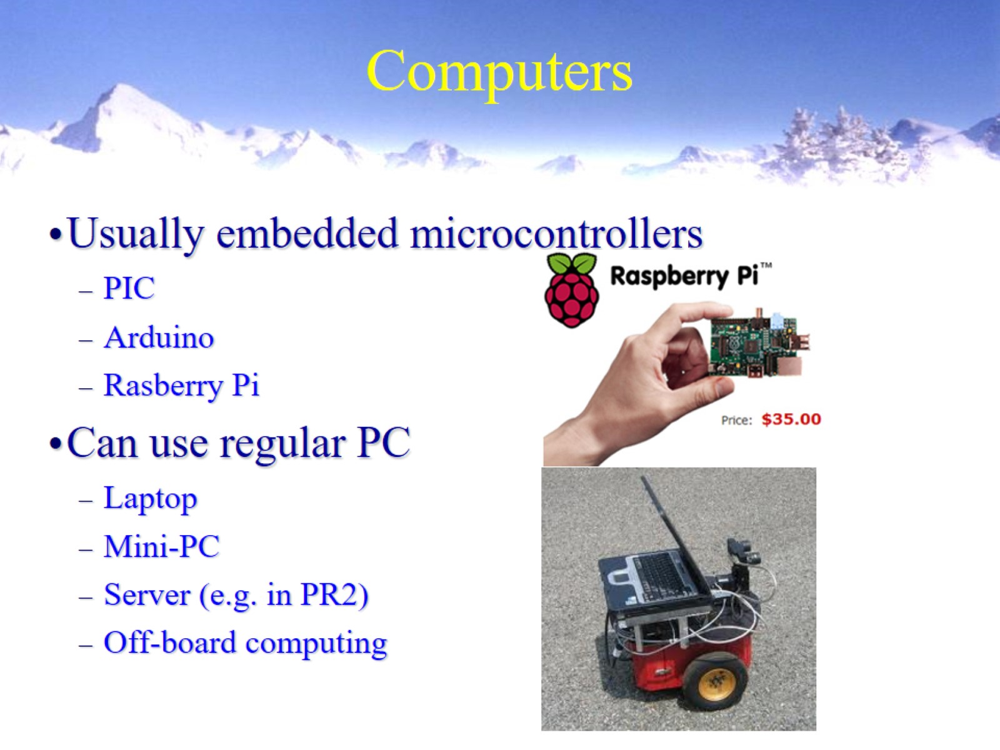 Computers
•Usually embedded microcontrollers
– PIC
– Arduino
– Rasberry Pi
•Can use regular PC
– Laptop
– Mini-PC
– Server (e.g. in PR2)
– Off-board computing
Raspberry Pi™
Price: $35.00